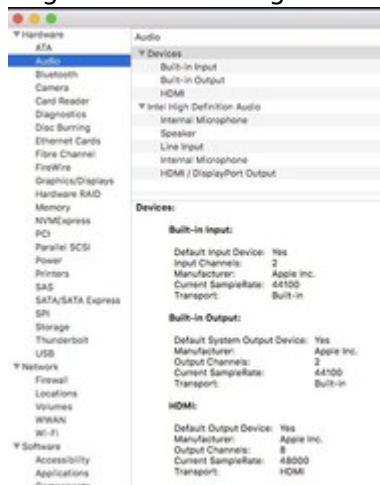 Hardware
ATA
Audio
Bluetooth
Camera
Card Reader
Diagnostics
Disc Burning
Ethernet Cards
Fibre Channel
FireWire
Graphics/Displays
Hardware RAID
Memory
NVMExpress
PCI
Parallel SCSI
Power
Printers
SAS
SATA/SATA Express
SPI
Storage
Thunderbolt
USB
Network
Firewall
Locations
Volumes
WWAN
Wi-Fi
Software
Accessibility
Applications
Audio
Devices
Built-in Input
Built-in Output
HDMI
Intel High Definition Audio
Internal Microphone
Speaker
Line Input
Internal Microphone
HDMI / DisplayPort Output
Devices:
Built-in Input:
Default Input Device: Yes
Input Channels: 2
Manufacturer: Apple Inc.
Current SampleRate: 44100
Transport: Built-in
Built-in Output:
Default System Output Device: Yes
Manufacturer: Apple Inc.
Output Channels: 2
Current SampleRate: 44100
Transport: Built-in
HDMI:
Default Output Device: Yes
Manufacturer: Apple Inc.
Output Channels: 8
Current SampleRate: 48000
Transport: HDMI